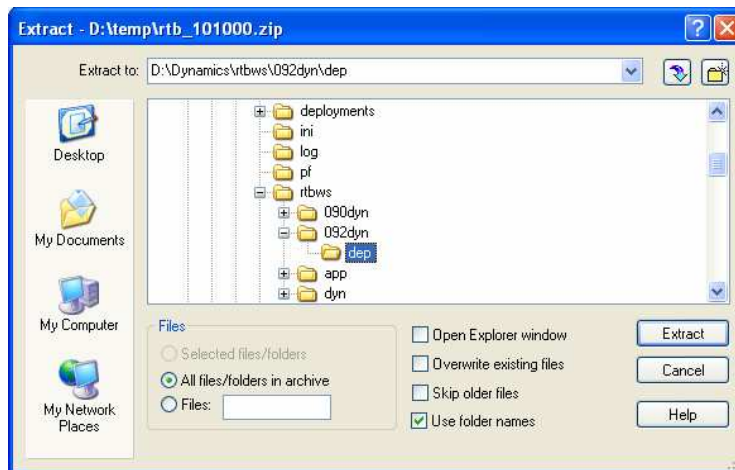 Extract - D:\temp\rtb_101000.zip
Extract to: D:\Dynamics\rtbws\092dyn\dep
Desktop
My Documents
My Computer
My Network
Places
deployments
ini
log
pf
rtbws
090dyn
092dyn
dep
app
dyn
Files
Selected files/folders
All files/folders in archive
Files:
Open Explorer window
Overwrite existing files
Skip older files
Use folder names
Extract
Cancel
Help